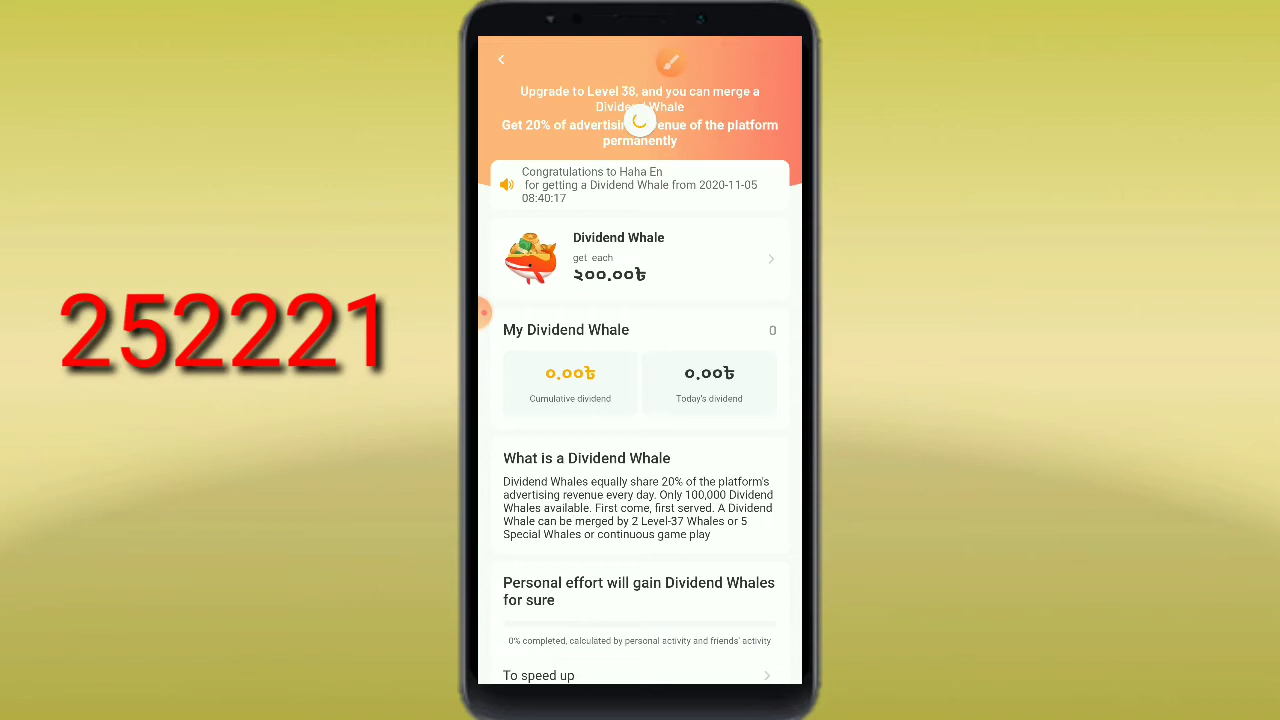 252221
Upgrade to Level 38, and you can merge a
Dividend Whale
Get 20% of advertising revenue of the platform
permanently
Congratulations to Haha En
for getting a Dividend Whale from 2020-11-05
08:40:17
Dividend Whale
get each
২০০.০০৳
My Dividend Whale 0
০.০০৳ ০.০০৳
Cumulative dividend Today's dividend
What is a Dividend Whale
Dividend Whales equally share 20% of the platform's
advertising revenue every day. Only 100,000 Dividend
Whales available. First come, first served. A Dividend
Whale can be merged by 2 Level-37 Whales or 5
Special Whales or continuous game play
Personal effort will gain Dividend Whales
for sure
0% completed, calculated by personal activity and friends' activity
To speed up